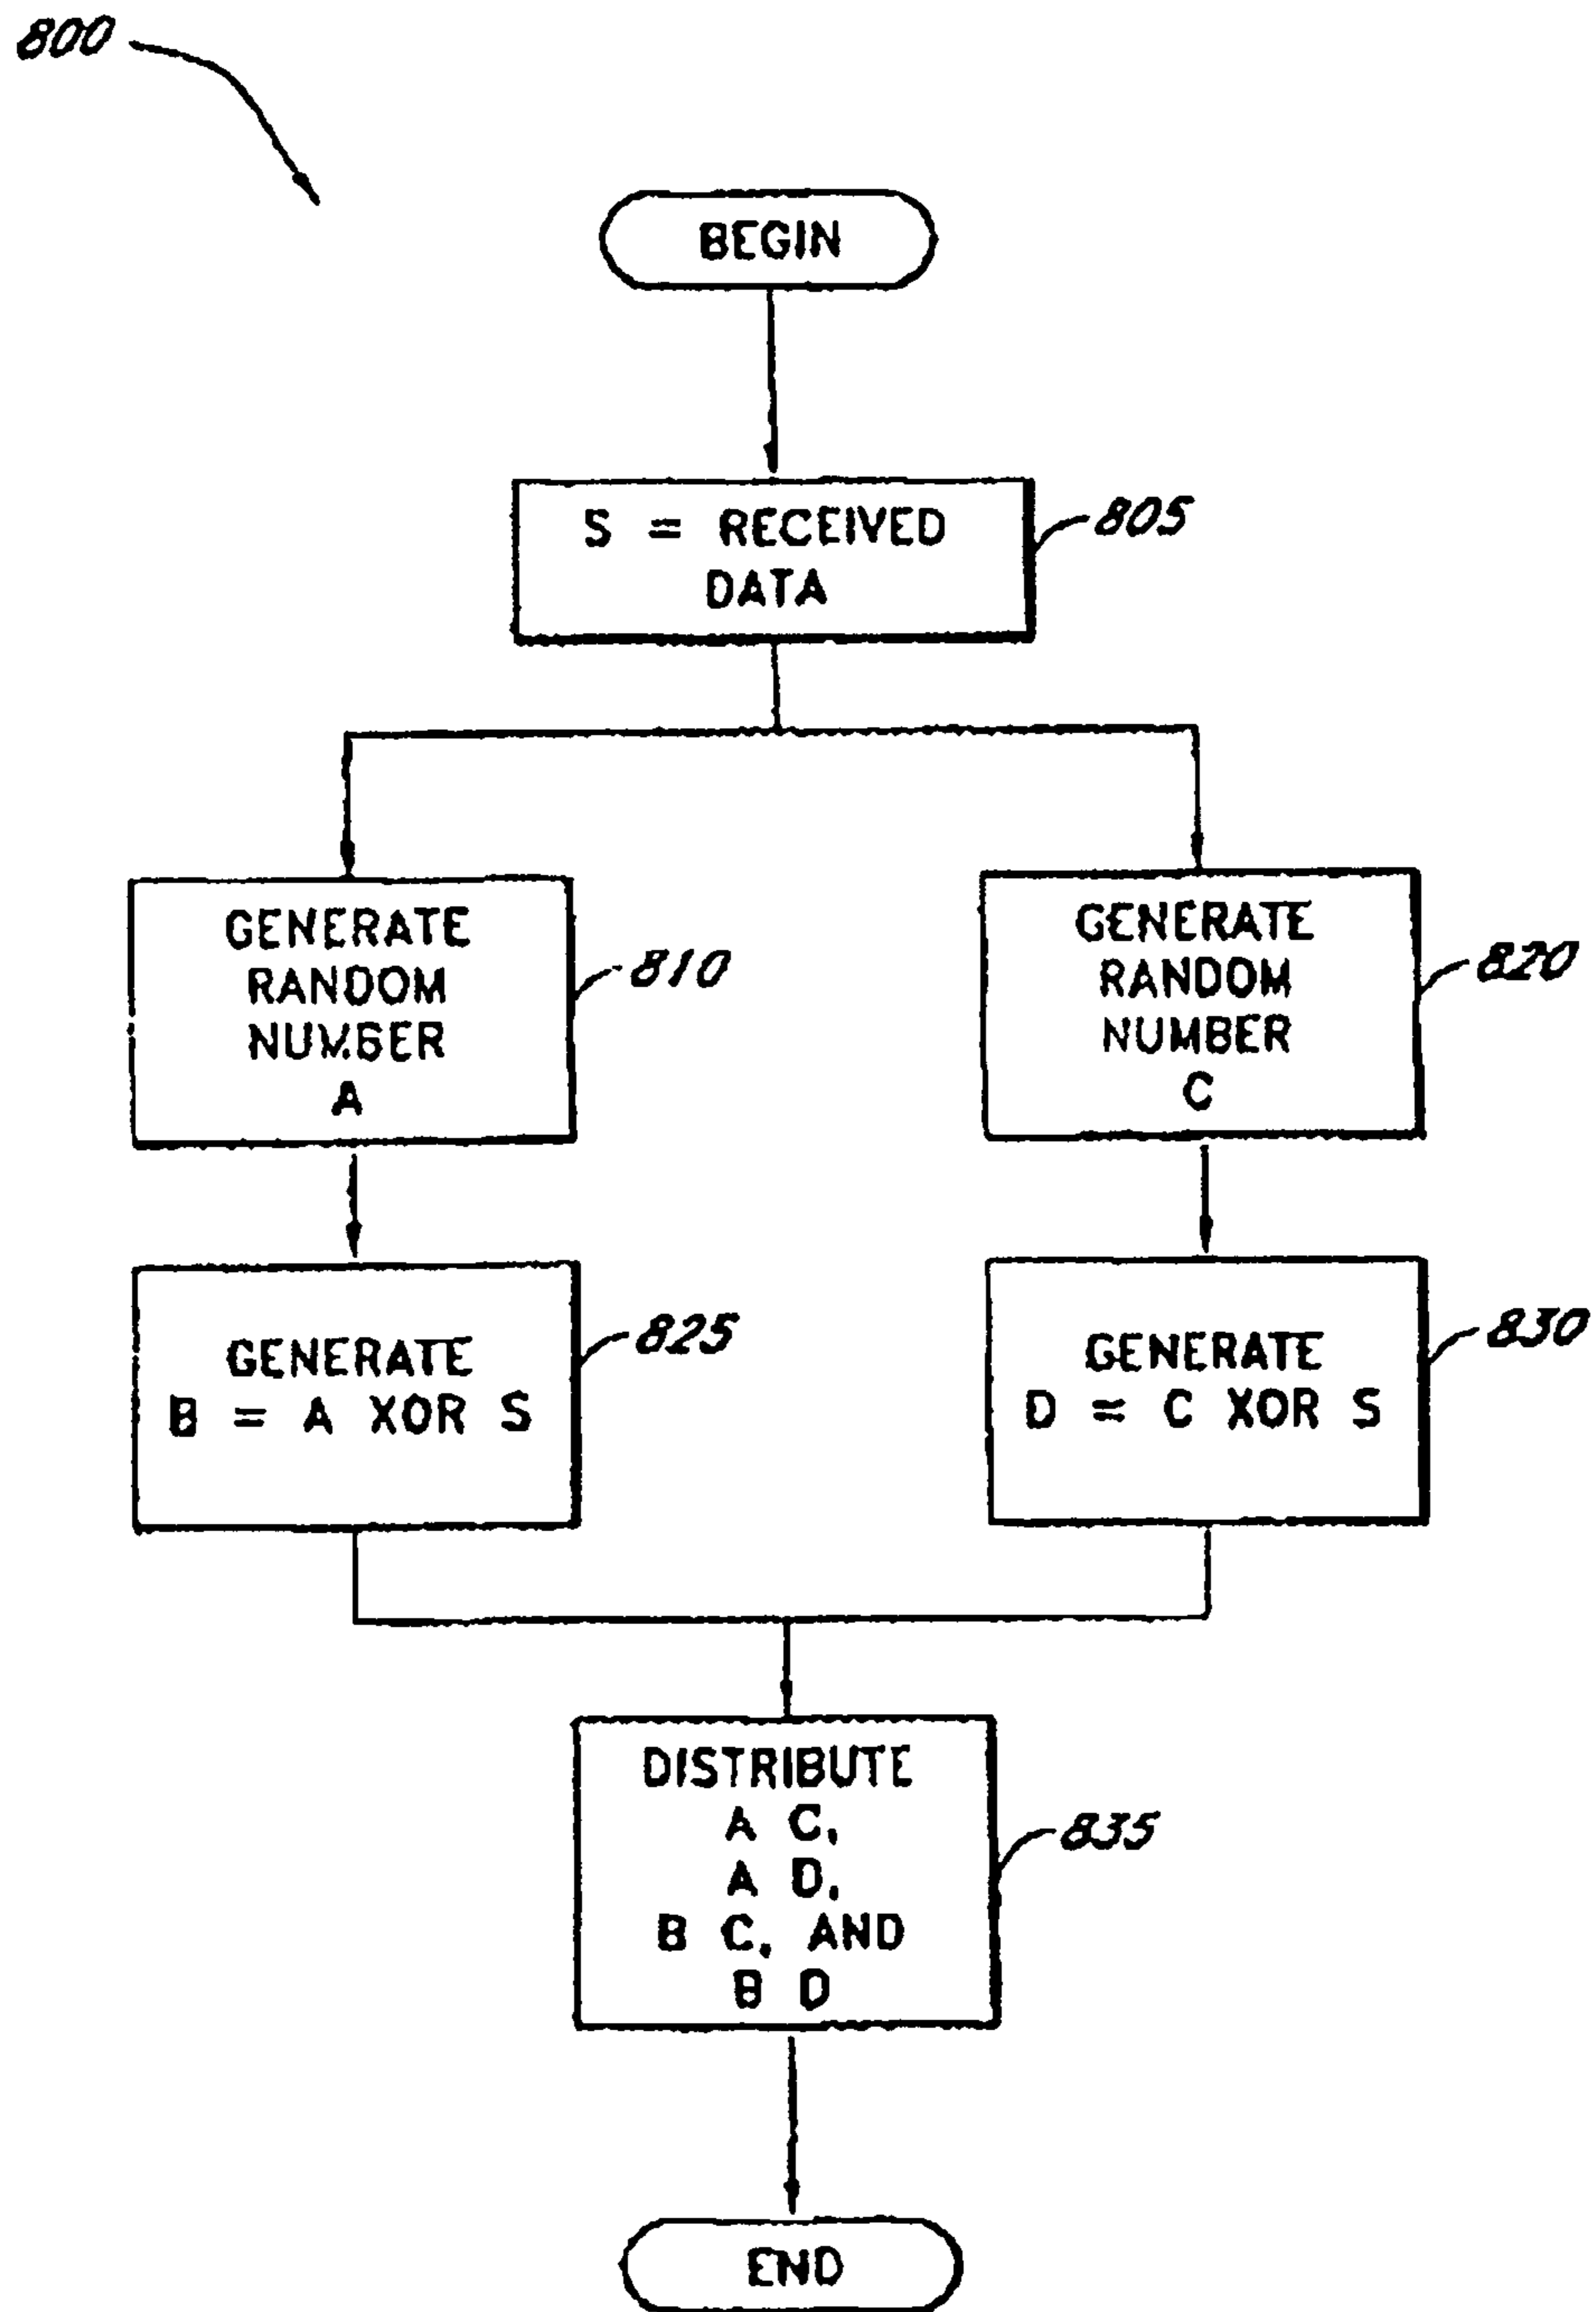 800
BEGIN
S = RECEIVED
DATA
805
GENERATE
RANDOM
NUMBER
A
810
GENERATE
RANDOM
NUMBER
C
820
GENERATE
B = A XOR S
825
GENERATE
D = C XOR S
830
DISTRIBUTE
A C,
A D,
B C, AND
B D
835
END